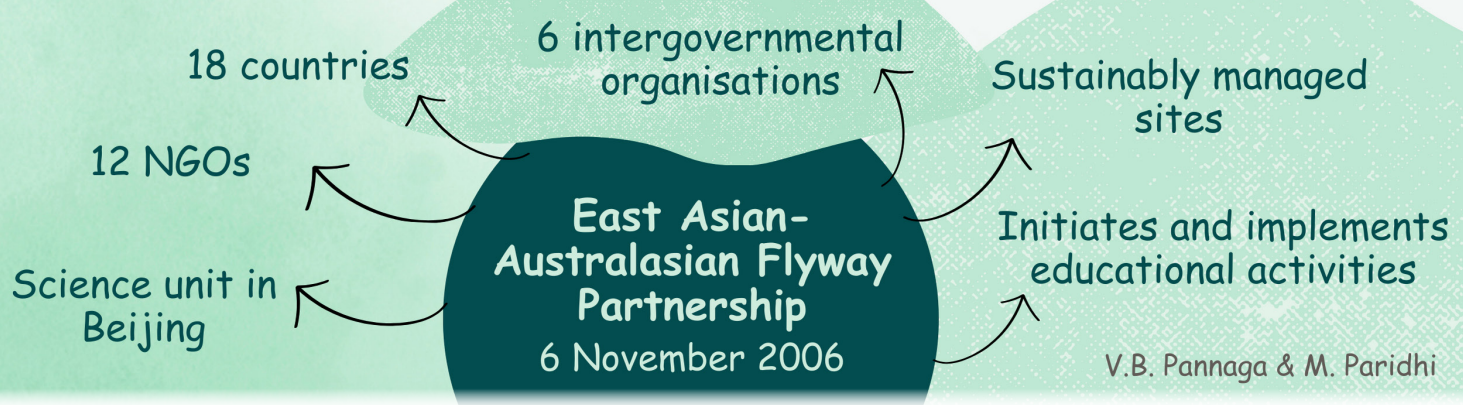 18 countries
6 intergovernmental
organisations
Sustainably managed
sites
12 NGOs
East Asian-
Australasian Flyway
Partnership
6 November 2006
Initiates and implements
educational activities
Science unit in
Beijing
V.B. Pannaga & M. Paridhi